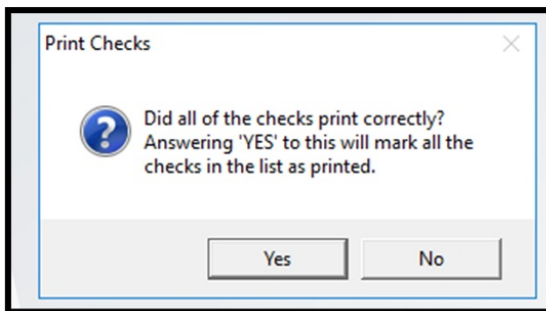 Print Checks
Did all of the checks print correctly?
Answering 'YES' to this will mark all the
checks in the list as printed.
Yes
No